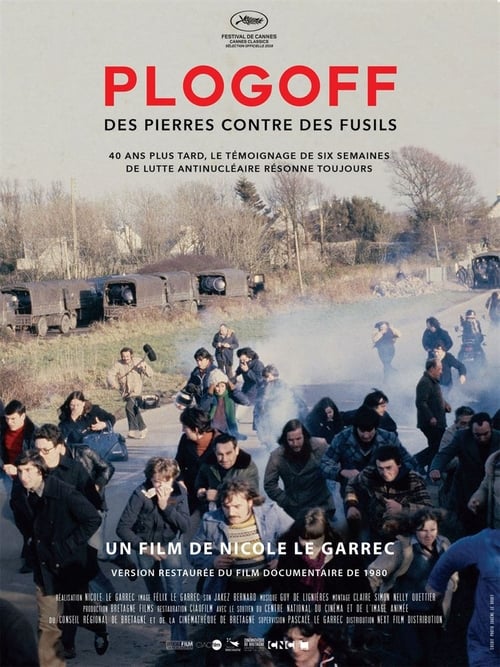 FESTIVAL DE CANNES
CANNES CLASSICS
SÉLECTION OFFICIELLE 2019
PLOGOFF
DES PIERRES CONTRE DES FUSILS
40 ANS PLUS TARD, LE TÉMOIGNAGE DE SIX SEMAINES
DE LUTTE ANTINUCLÉAIRE RÉSONNE TOUJOURS
UN FILM DE NICOLE LE GARREC
VERSION RESTAURÉE DU FILM DOCUMENTAIRE DE 1980
RÉALISATION NICOLE LE GARREC IMAGE FÉLIX LE GARREC SON JAKEZ BERNARD MUSIQUE GUY DE LIGNIÈRES MONTAGE CLAIRE SIMON NELLY QUETTIER
PRODUCTION BRETAGNE FILMS RESTAURATION CIAOFILM AVEC LE SOUTIEN DU CENTRE NATIONAL DU CINÉMA ET DE L'IMAGE ANIMÉE
DU CONSEIL RÉGIONAL DE BRETAGNE ET DE LA CINÉMATHÈQUE DE BRETAGNE SUPERVISION PASCALE LE GARREC DISTRIBUTION NEXT FILM DISTRIBUTION
CNC